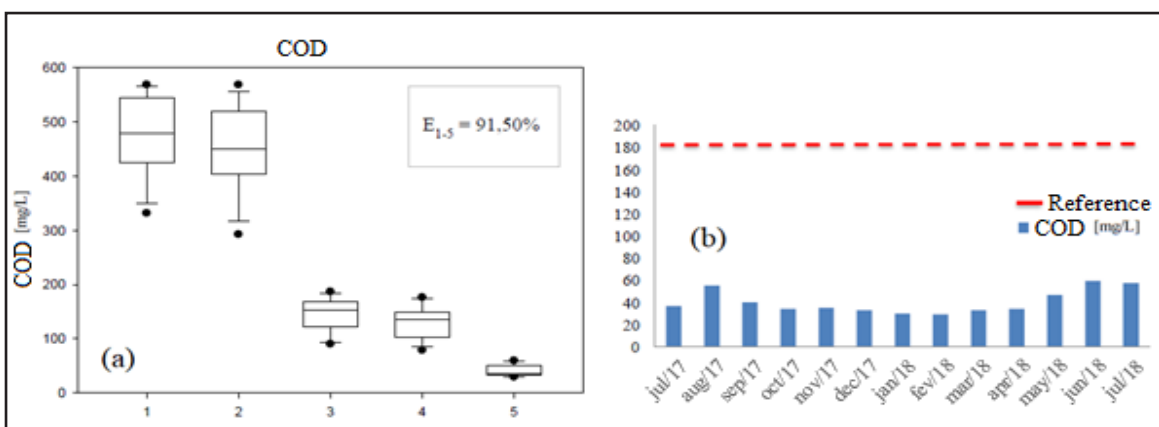 COD
600
500
400
300
200
100
0
COD [mg/L]
E1-5 = 91,50%
(a)
1 2 3 4 5
200
180
160
140
120
100
80
60
40
20
0
Reference
COD [mg/L]
(b)
jul/17 aug/17 sep/17 oct/17 nov/17 dec/17 jan/18 fev/18 mar/18 apr/18 may/18 jun/18 jul/18